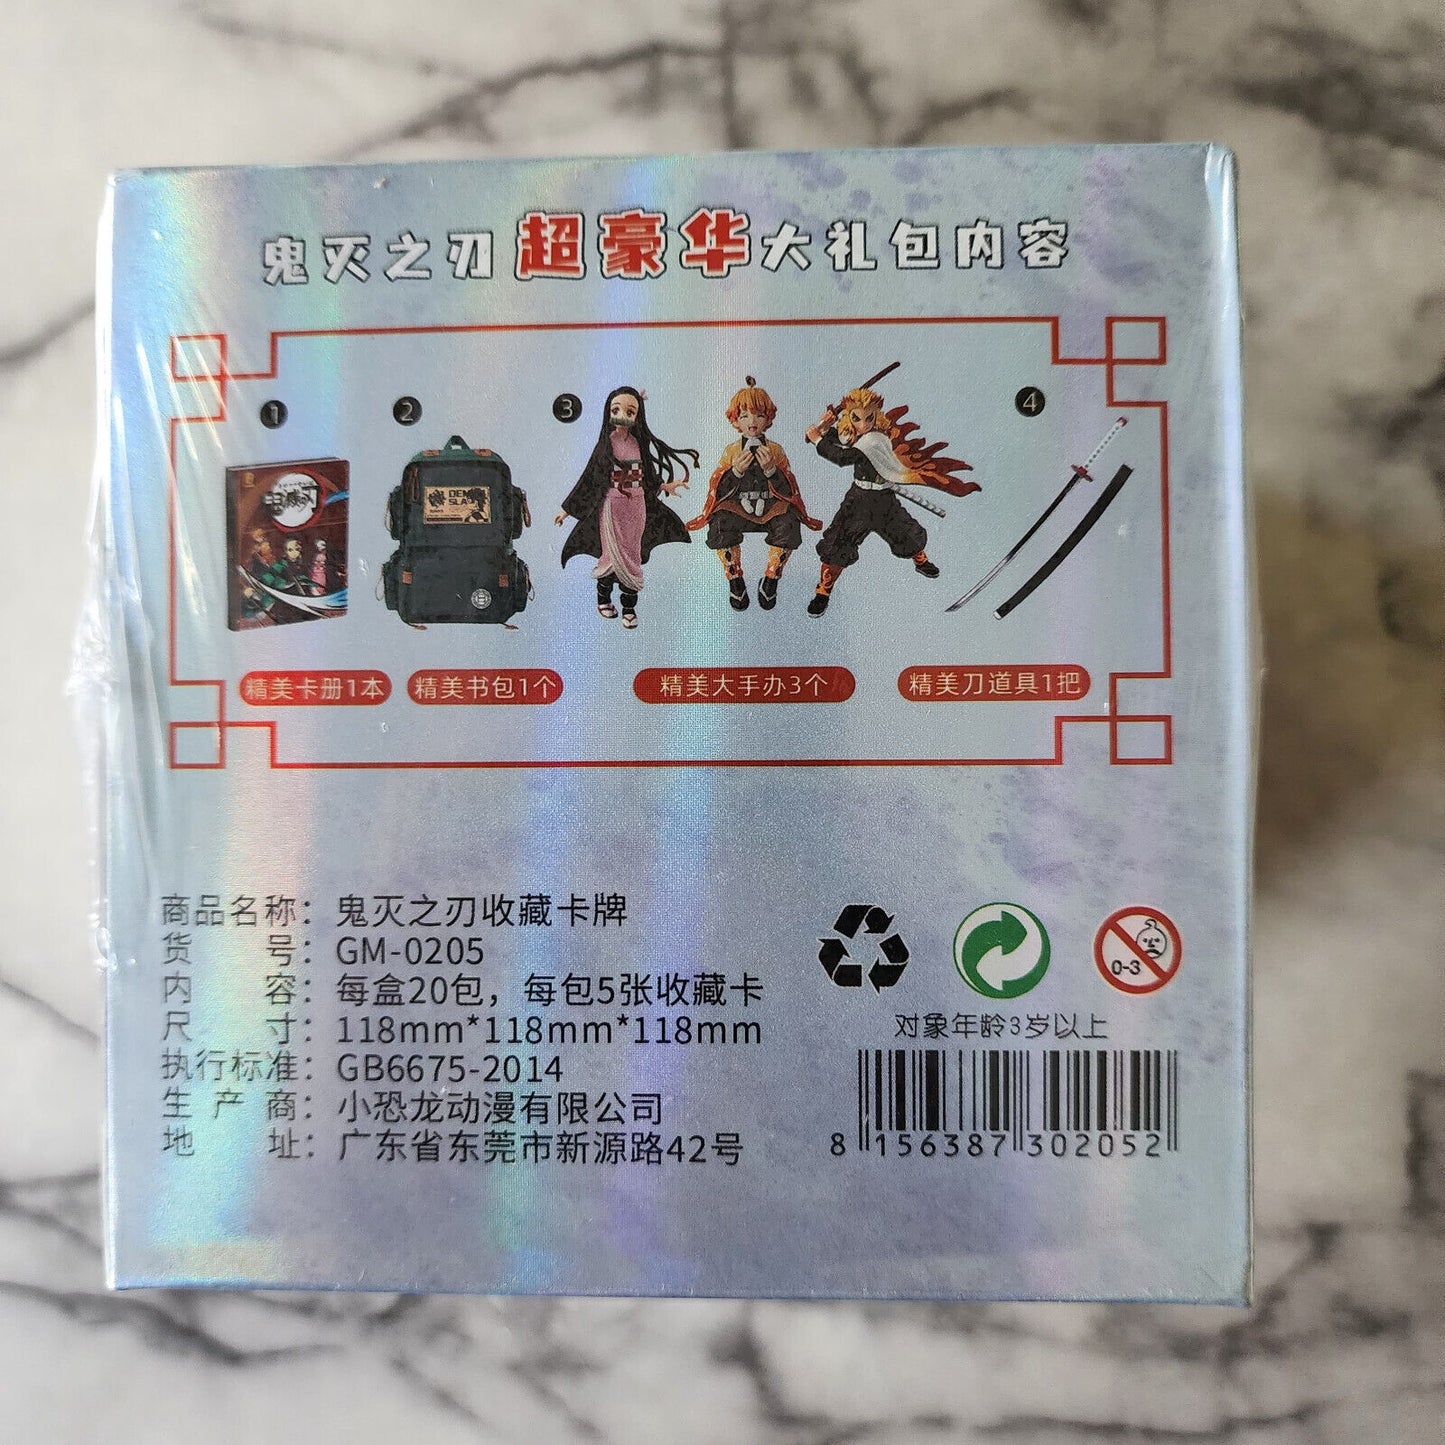 鬼灭之刃超豪华大礼包内容
1
2
3
4
DEM
SLA
精美卡册1本
精美书包1个
精美大手办3个
精美刀道具1把
商品名称：鬼灭之刃收藏卡牌
货号：GM-0205
内容：每盒20包，每包5张收藏卡
尺寸：118mm*118mm*118mm
执行标准：GB6675-2014
生产商：小恐龙动漫有限公司
地址：广东省东莞市新源路42号
0-3
对象年龄3岁以上
8 156387 302052